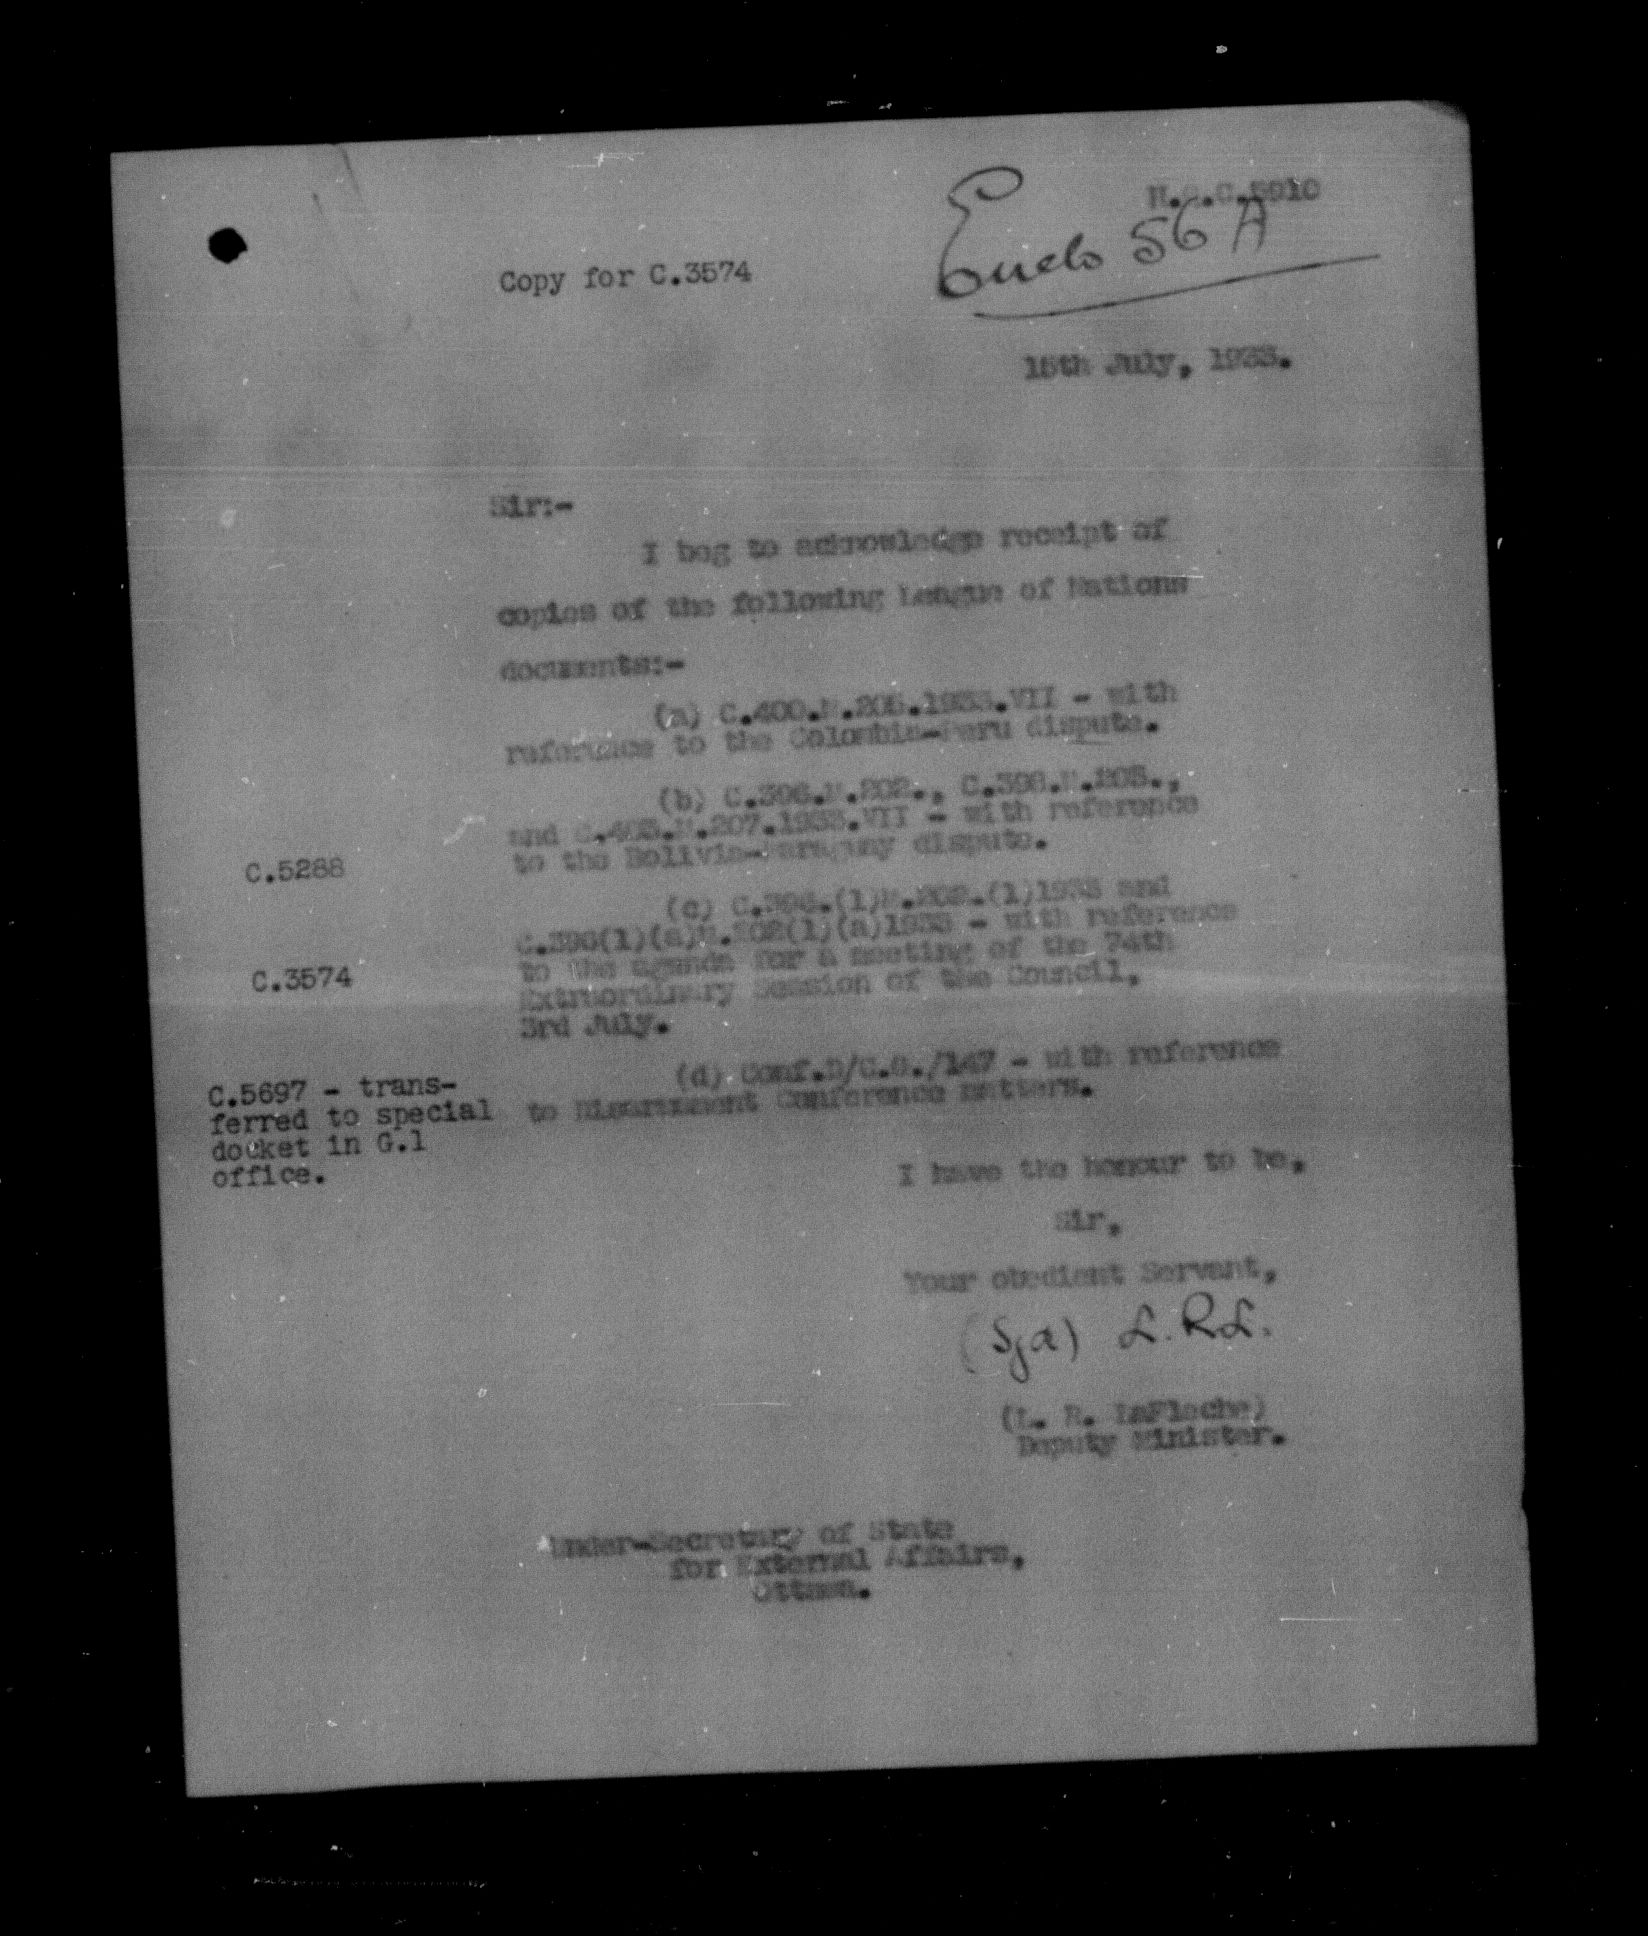 H.Q.C.5910
Enclo 56 A
Copy for C.3574
15th July, 1933.
Sir:-
I beg to acknowledge receipt of
copies of the following League of Nations
documents:-
(a) C.400.M.205.1933.VII - with
reference to the Colombia-Peru dispute.
(b) C.396.M.202., C.398.M.203.,
and C.403.M.207.1933.VII - with reference
to the Bolivia-Paraguay dispute.
C.5288
(c) C.396.(1)M.202.(1)1933 and
C.396(1)(a)M.202(1)(a)1933 - with reference
to the agenda for a meeting of the 74th
C.3574
Extraordinary Session of the Council,
3rd July.
(d) Conf.D/C.G./147 - with reference
to Disarmament Conference matters.
C.5697 - trans-
ferred to special
docket in G.1
office.
I have the honour to be,
Sir,
Your obedient Servant,
(Sgd) L.R.L.
(L. R. LaFleche)
Deputy Minister.
Under-Secretary of State
for External Affairs,
Ottawa.